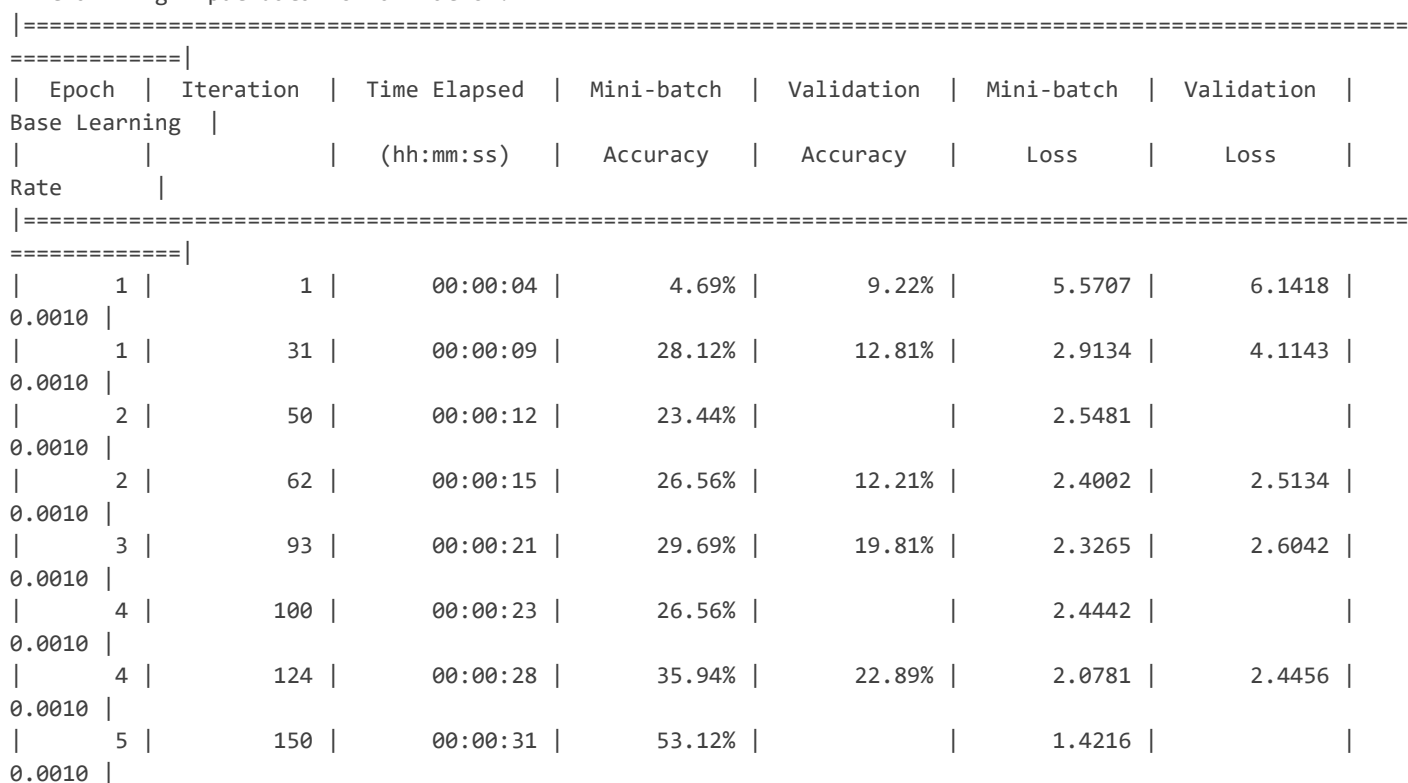 |=========================================================================================================
=============|
| Epoch | Iteration | Time Elapsed | Mini-batch | Validation | Mini-batch | Validation |
Base Learning |
| | | (hh:mm:ss) | Accuracy | Accuracy | Loss | Loss |
Rate |
|=========================================================================================================
=============|
| 1 | 1 | 00:00:04 | 4.69% | 9.22% | 5.5707 | 6.1418 |
0.0010 |
| 1 | 31 | 00:00:09 | 28.12% | 12.81% | 2.9134 | 4.1143 |
0.0010 |
| 2 | 50 | 00:00:12 | 23.44% | | 2.5481 | |
0.0010 |
| 2 | 62 | 00:00:15 | 26.56% | 12.21% | 2.4002 | 2.5134 |
0.0010 |
| 3 | 93 | 00:00:21 | 29.69% | 19.81% | 2.3265 | 2.6042 |
0.0010 |
| 4 | 100 | 00:00:23 | 26.56% | | 2.4442 | |
0.0010 |
| 4 | 124 | 00:00:28 | 35.94% | 22.89% | 2.0781 | 2.4456 |
0.0010 |
| 5 | 150 | 00:00:31 | 53.12% | | 1.4216 | |
0.0010 |